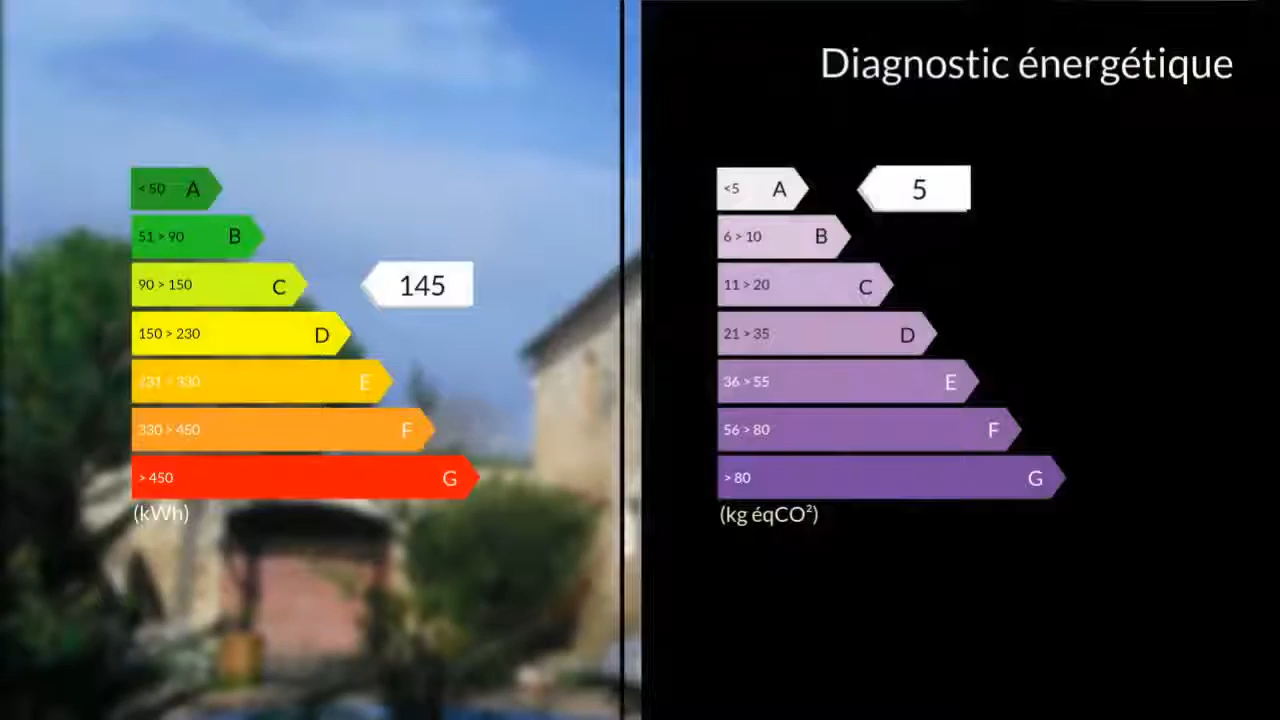 Diagnostic énergétique
< 50 A
51 > 90 B
90 > 150 C
145
150 > 230 D
231 > 330 E
330 > 450 F
> 450 G
(kWh)
<5 A
5
6 > 10 B
11 > 20 C
21 > 35 D
36 > 55 E
56 > 80 F
> 80 G
(kg éqCO²)